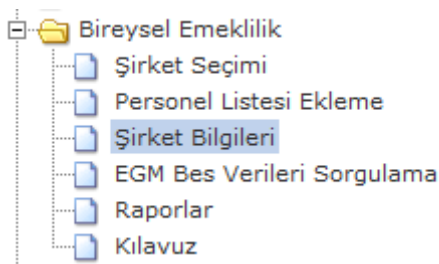 Bireysel Emeklilik
Şirket Seçimi
Personel Listesi Ekleme
Şirket Bilgileri
EGM Bes Verileri Sorgulama
Raporlar
Kılavuz